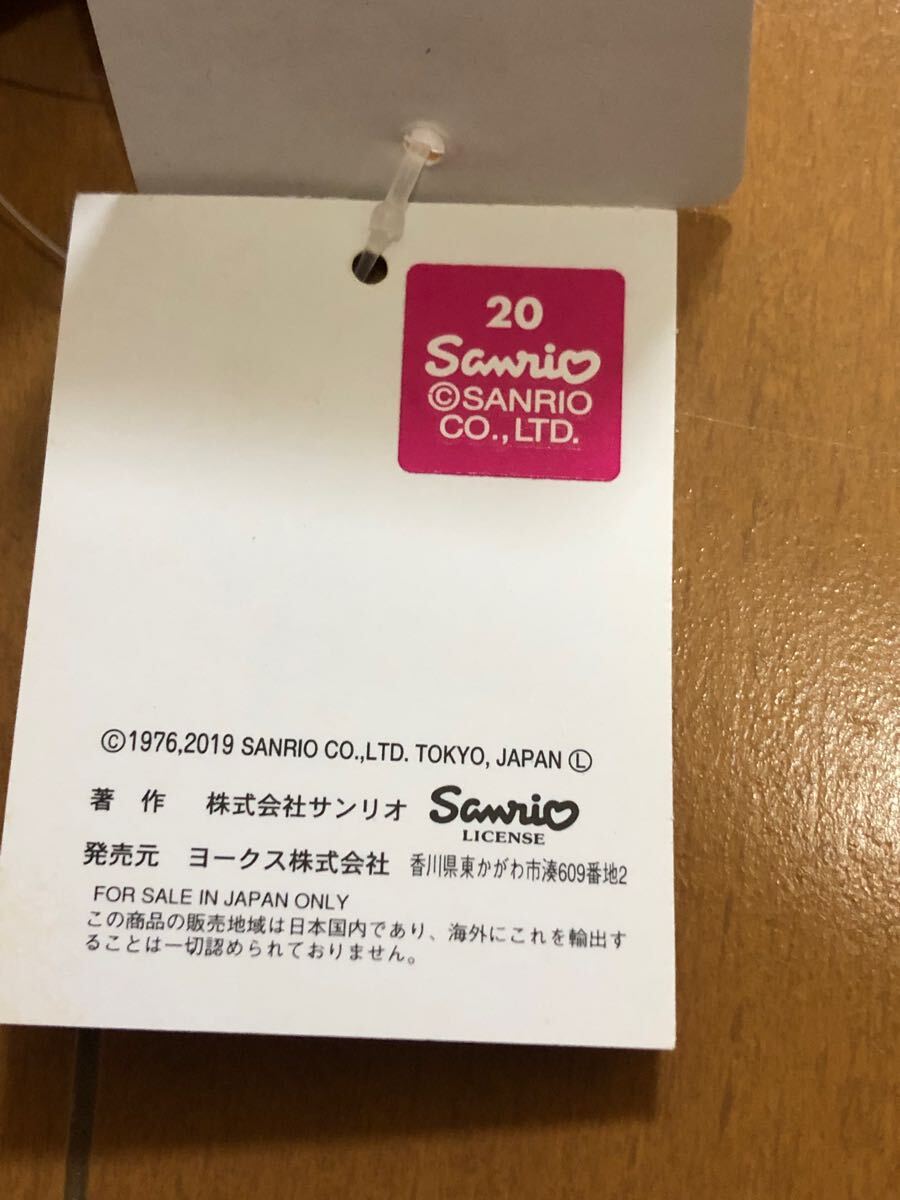 20
Sanrio
©SANRIO
CO.,LTD.
©1976,2019 SANRIO CO.,LTD. TOKYO, JAPAN Ⓛ
著 作 株式会社サンリオ Sanrio
LICENSE
発売元 ヨークス株式会社 香川県東かがわ市湊609番地2
FOR SALE IN JAPAN ONLY
この商品の販売地域は日本国内であり、海外にこれを輸出す
ることは一切認められておりません。